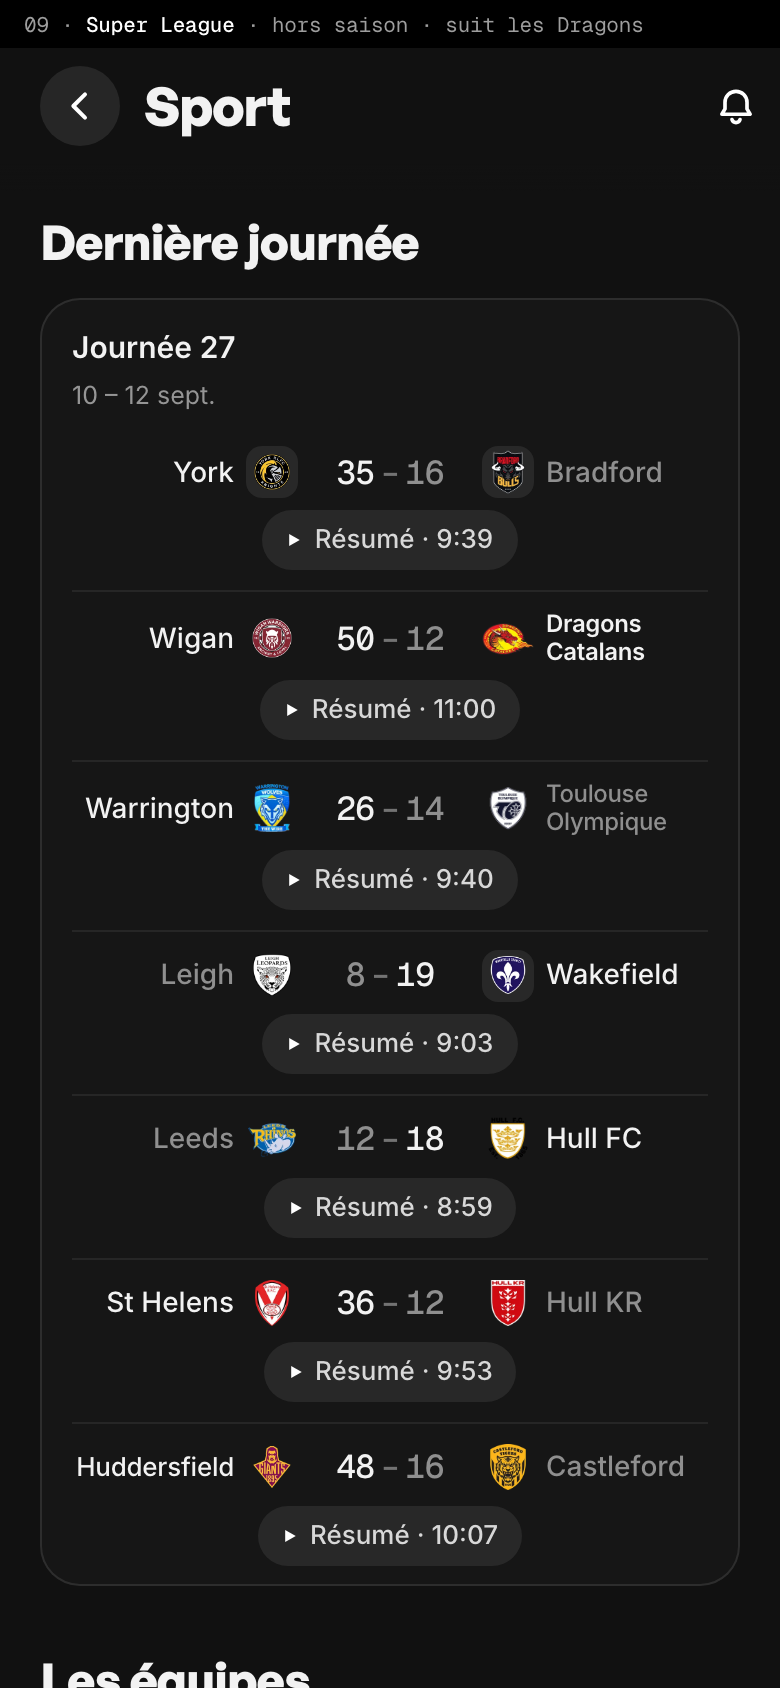 09 · Super League · hors saison · suit les Dragons
Sport
Dernière journée
Journée 27
10 – 12 sept.
York 35 – 16 Bradford
Résumé · 9:39
Wigan 50 – 12 Dragons Catalans
Résumé · 11:00
Warrington 26 – 14 Toulouse Olympique
Résumé · 9:40
Leigh 8 – 19 Wakefield
Résumé · 9:03
Leeds 12 – 18 Hull FC
Résumé · 8:59
St Helens 36 – 12 Hull KR
Résumé · 9:53
Huddersfield 48 – 16 Castleford
Résumé · 10:07
Les équipes